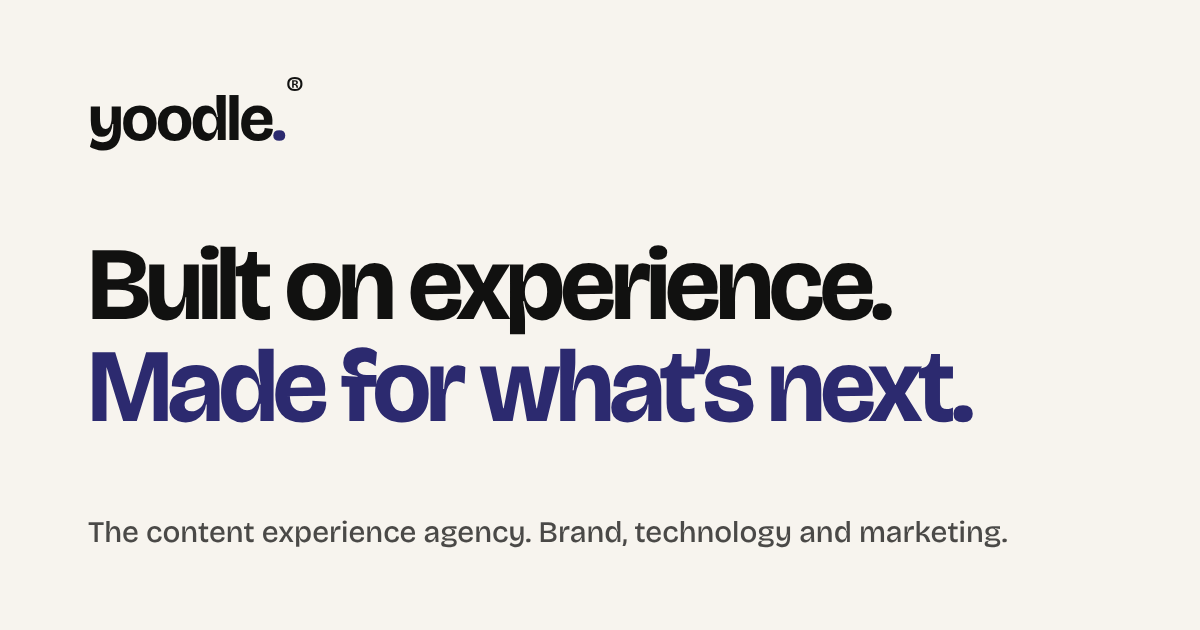 yoodle.®
Built on experience.
Made for what’s next.
The content experience agency. Brand, technology and marketing.